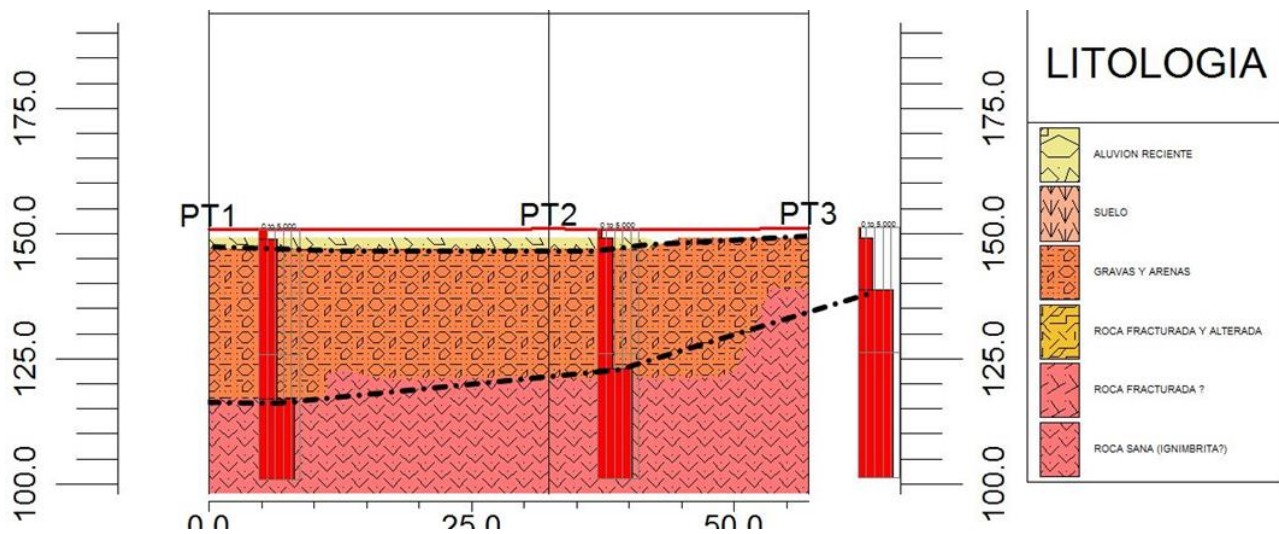 LITOLOGIA
175.0
175.0
ALUVION RECIENTE
SUELO
PT1
PT2
PT3
0 to 5.000
0 to 5.000
0 to 5.000
150.0
150.0
GRAVAS Y ARENAS
ROCA FRACTURADA Y ALTERADA
125.0
125.0
ROCA FRACTURADA ?
ROCA SANA (IGNIMBRITA?)
100.0
100.0
0.0
25.0
50.0